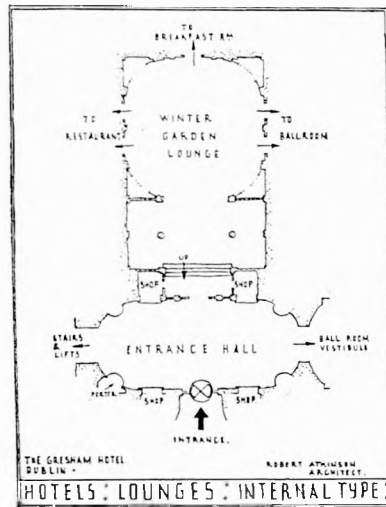 TO
BREAKFAST RM
TO
RESTAURANT
WINTER
GARDEN
LOUNGE
TO
BALLROOM
UP
SHOP
SHOP
STAIRS
&
LIFTS
ENTRANCE HALL
BALL ROOM
VESTIBULE
PORTER
SHOP
SHOP
ENTRANCE.
THE GRESHAM HOTEL
DUBLIN.
ROBERT ATKINSON
ARCHITECT.
HOTELS : LOUNGES : INTERNAL TYPE